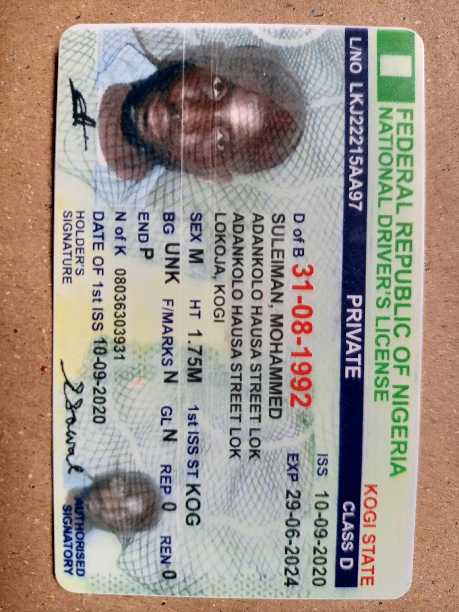 FEDERAL REPUBLIC OF NIGERIA
NATIONAL DRIVER'S LICENSE
KOGI STATE
L/NO LKJ22215AA97 PRIVATE CLASS D
ISS 10-09-2020
D of B 31-08-1992 EXP 29-06-2024
SULEIMAN, MOHAMMED
ADANKOLO HAUSA STREET LOK
ADANKOLO HAUSA STREET LOK
LOKOJA, KOGI
SEX M HT 1.75M 1st ISS ST KOG
BG UNK F/MARKS N GL N REP 0 REN 0
END P
N of K 08036303931
DATE OF 1st ISS 10-09-2020
HOLDER'S
SIGNATURE
AUTHORISED
SIGNATORY